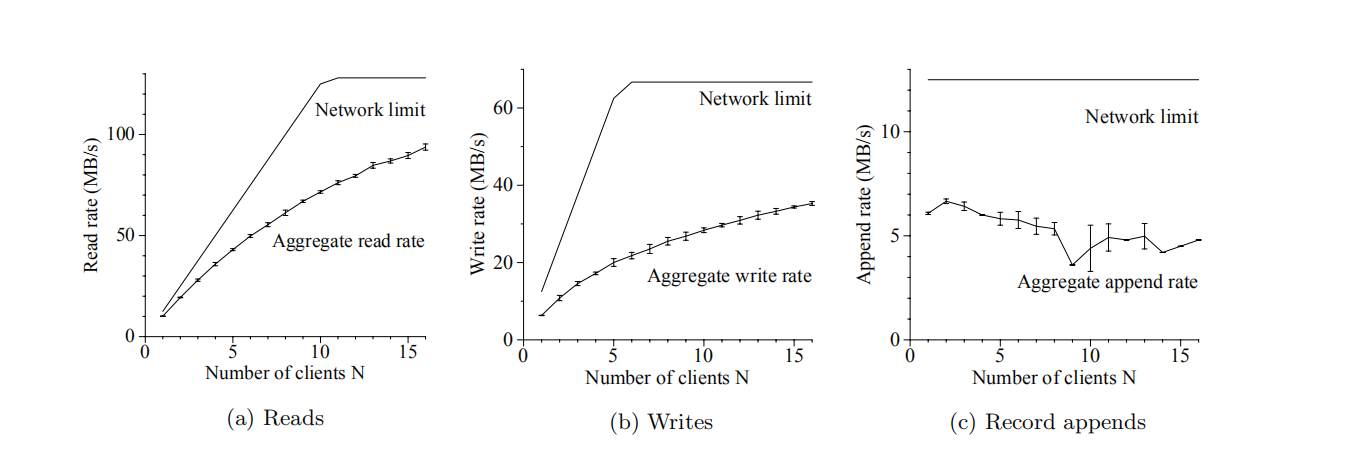 Read rate (MB/s)
100
50
0
0 5 10 15
Number of clients N
Network limit
Aggregate read rate
(a) Reads
Write rate (MB/s)
60
40
20
0
0 5 10 15
Number of clients N
Network limit
Aggregate write rate
(b) Writes
Append rate (MB/s)
10
5
0
0 5 10 15
Number of clients N
Network limit
Aggregate append rate
(c) Record appends